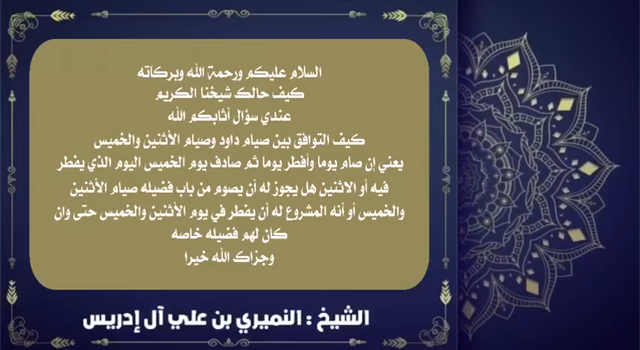 السلام عليكم ورحمة الله وبركاته
كيف حالك شيخنا الكريم
عندي سؤال أثابكم الله
كيف التوافق بين صيام داود وصيام الأثنين والخميس
يعني إن صام يوما وافطر يوما ثم صادف يوم الخميس اليوم الذي يفطر
فيه أو الاثنين هل يجوز له أن يصوم من باب فضيله صيام الأثنين
والخميس أو أنه المشروع له أن يفطر في يوم الأثنين والخميس حتى وان
كان لهم فضيله خاصه
وجزاك الله خيرا
الشيخ : النميري بن علي آل إدريس